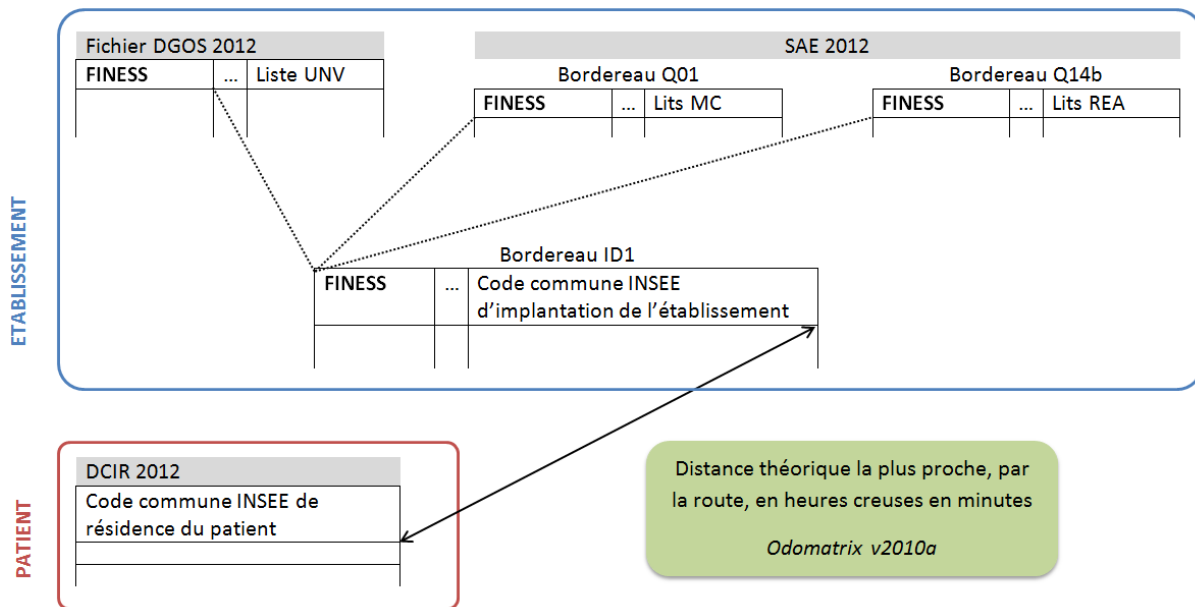 ETABLISSEMENT
Fichier DGOS 2012
FINESS ... Liste UNV
SAE 2012
Bordereau Q01
FINESS ... Lits MC
Bordereau Q14b
FINESS ... Lits REA
Bordereau ID1
FINESS ... Code commune INSEE
d’implantation de l’établissement
PATIENT
DCIR 2012
Code commune INSEE de
résidence du patient
Distance théorique la plus proche, par
la route, en heures creuses en minutes
Odomatrix v2010a